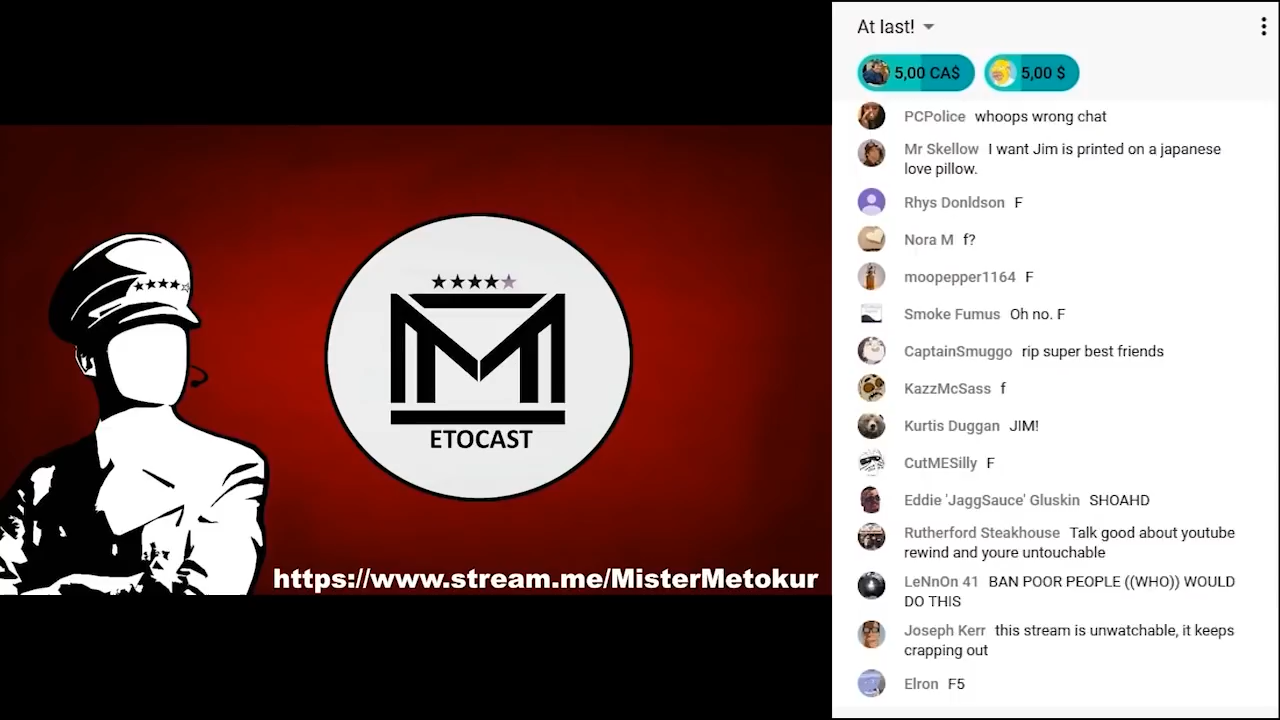 ★★★★★
★★★★☆
M
ETOCAST
https://www.stream.me/MisterMetokur
At last!
5,00 CA$ 5,00 $
PCPolice whoops wrong chat
Mr Skellow I want Jim is printed on a japanese
love pillow.
Rhys Donldson F
Nora M f?
moopepper1164 F
Smoke Fumus Oh no. F
CaptainSmuggo rip super best friends
KazzMcSass f
Kurtis Duggan JIM!
CutMESilly F
Eddie 'JaggSauce' Gluskin SHOAHD
Rutherford Steakhouse Talk good about youtube
rewind and youre untouchable
LeNnOn 41 BAN POOR PEOPLE ((WHO)) WOULD
DO THIS
Joseph Kerr this stream is unwatchable, it keeps
crapping out
Elron F5